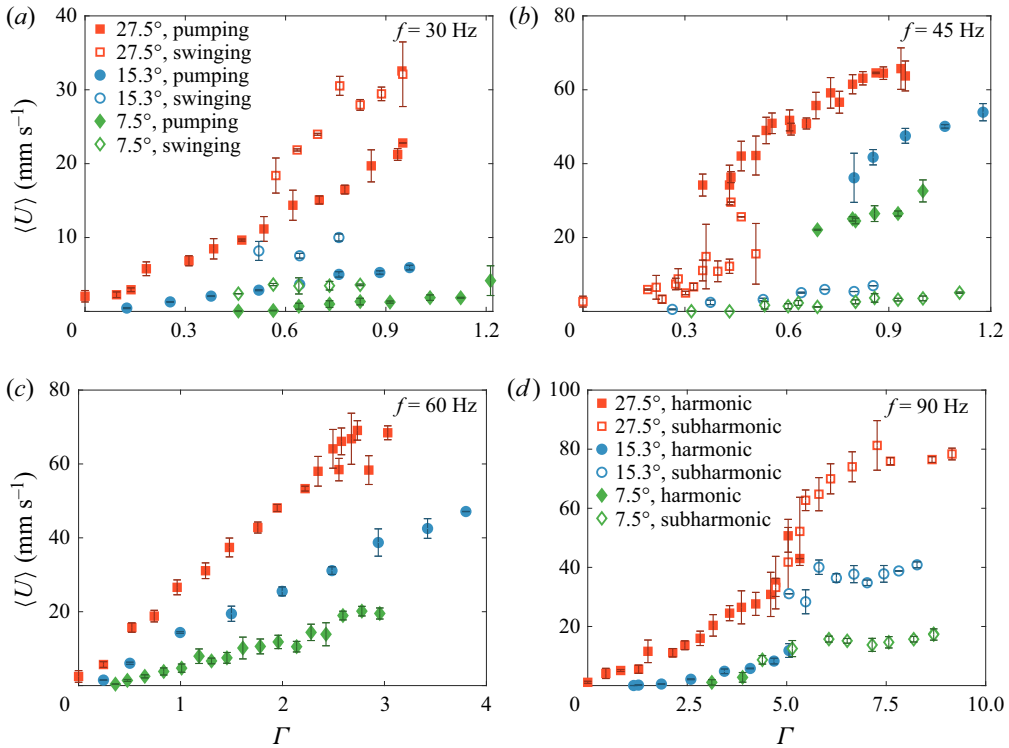 (a)
40
30
20
10
0
⟨U⟩ (mm s⁻¹)
f = 30 Hz
27.5°, pumping
27.5°, swinging
15.3°, pumping
15.3°, swinging
7.5°, pumping
7.5°, swinging
0 0.3 0.6 0.9 1.2
(b)
80
60
40
20
0
f = 45 Hz
0.3 0.6 0.9 1.2
(c)
80
60
40
20
0
⟨U⟩ (mm s⁻¹)
f = 60 Hz
1 2 3 4
Γ
(d)
100
80
60
40
20
0
f = 90 Hz
27.5°, harmonic
27.5°, subharmonic
15.3°, harmonic
15.3°, subharmonic
7.5°, harmonic
7.5°, subharmonic
2.5 5.0 7.5 10.0
Γ